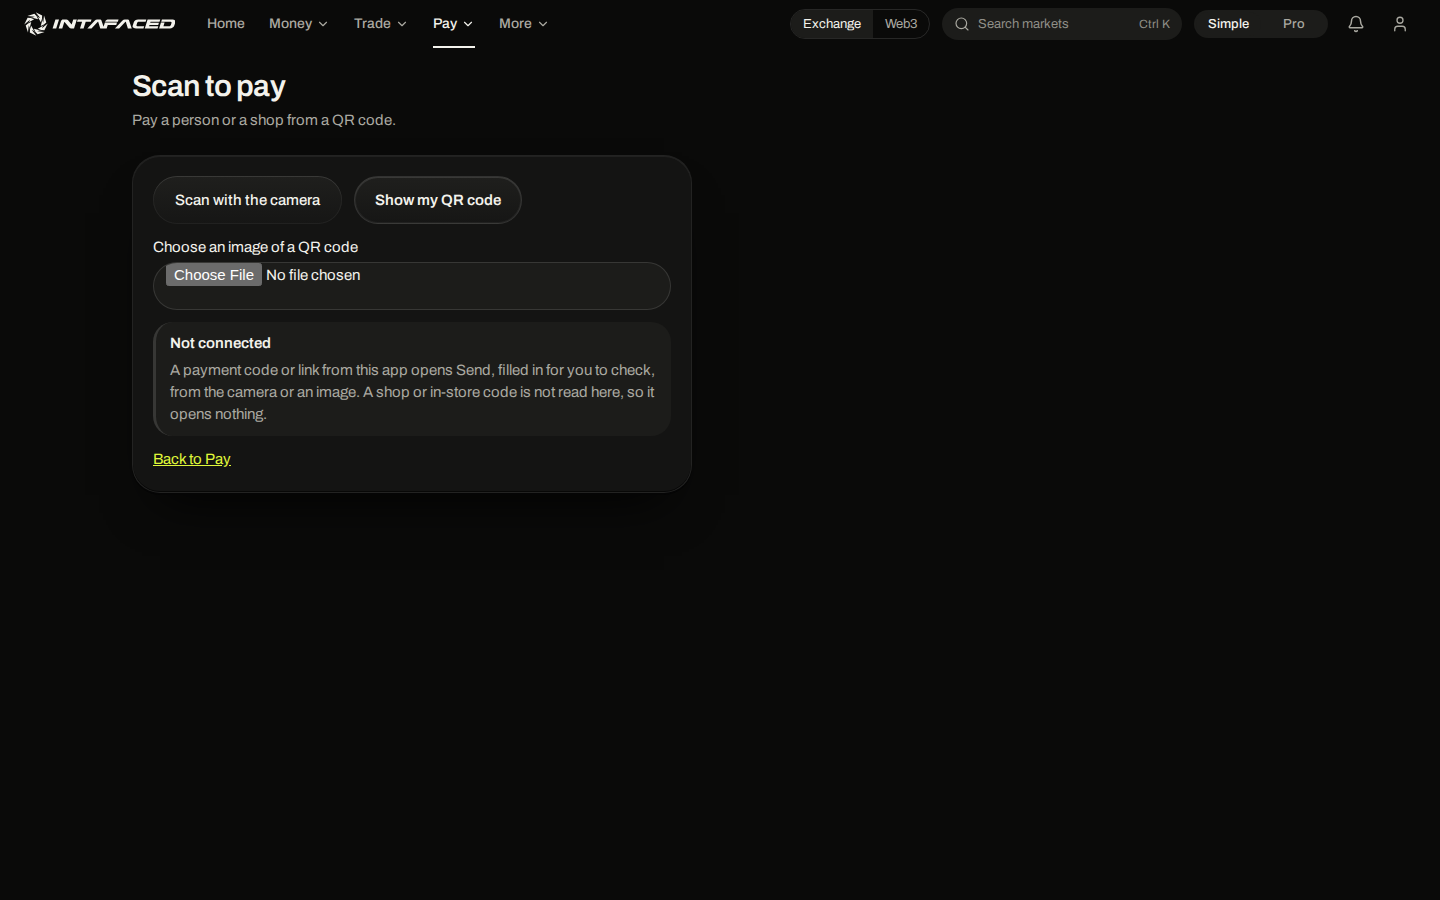 INTAFACED
Home
Money
Trade
Pay
More
Exchange
Web3
Search markets
Ctrl K
Simple
Pro
Scan to pay
Pay a person or a shop from a QR code.
Scan with the camera
Show my QR code
Choose an image of a QR code
Choose File No file chosen
Not connected
A payment code or link from this app opens Send, filled in for you to check,
from the camera or an image. A shop or in-store code is not read here, so it
opens nothing.
Back to Pay